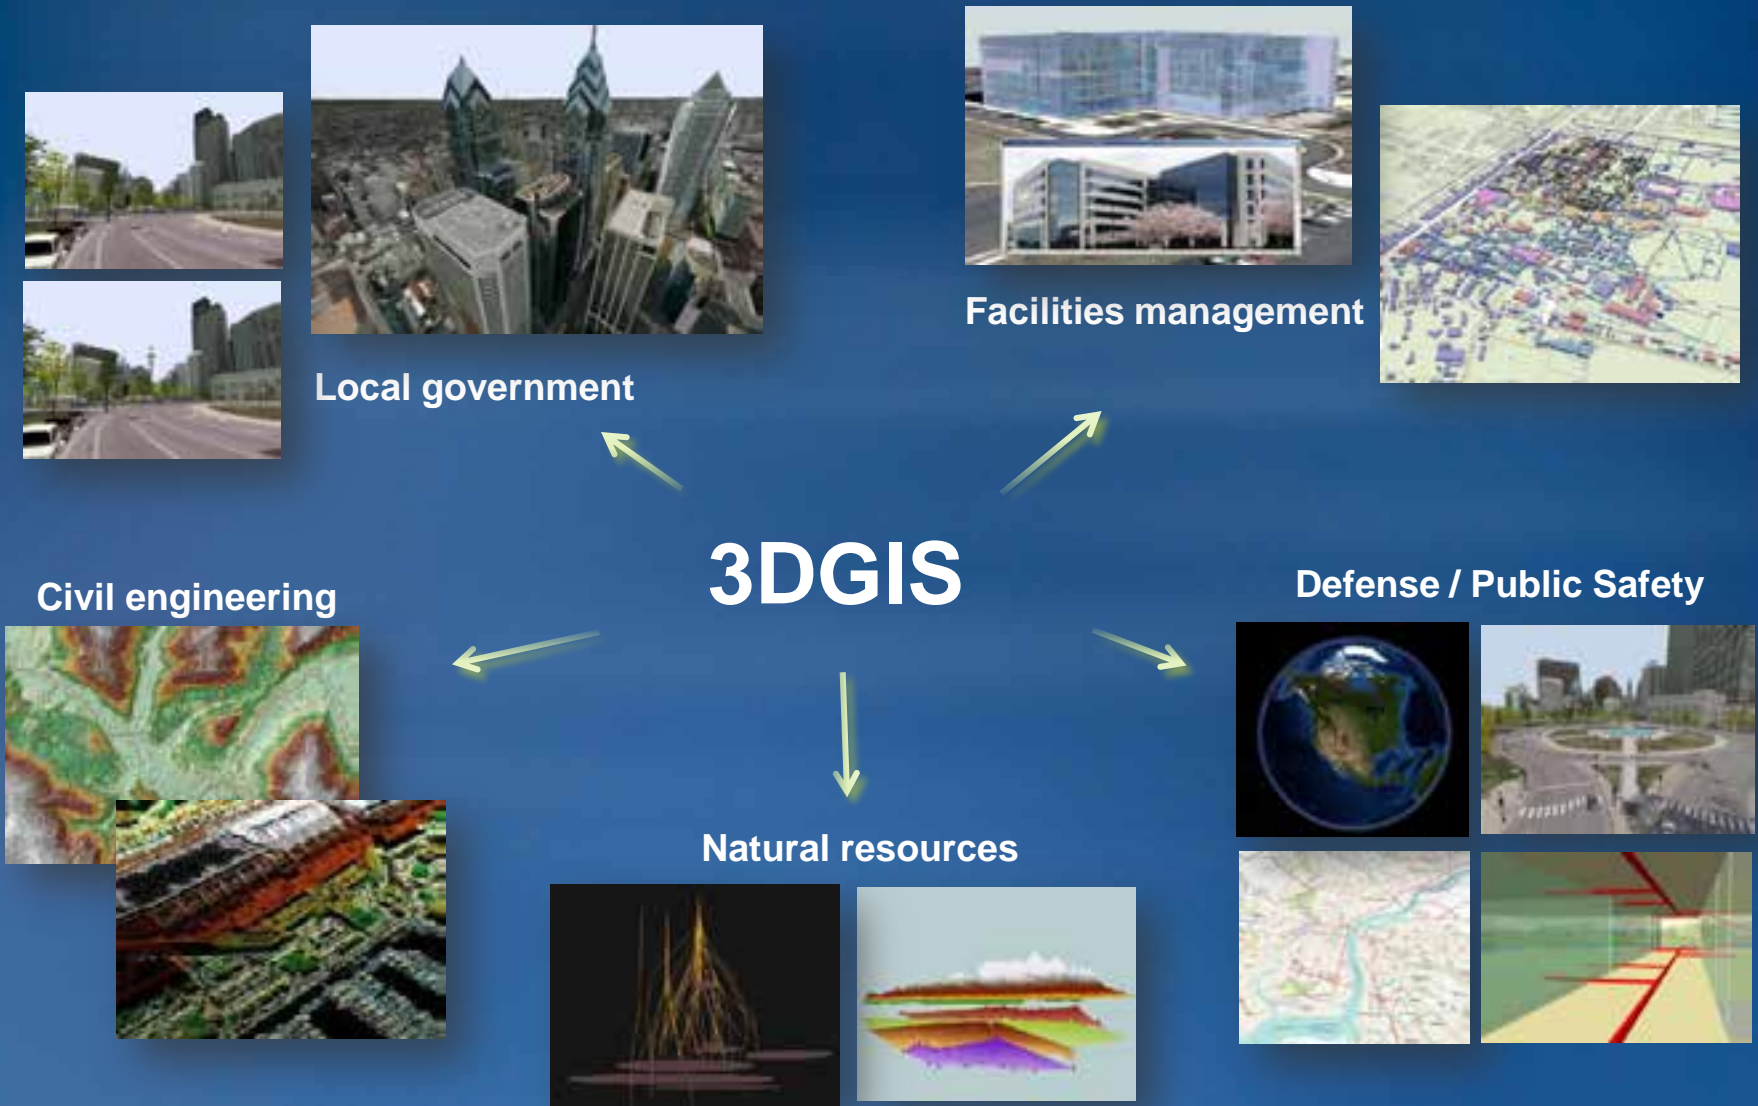 Local government
Facilities management
3DGIS
Civil engineering
Defense / Public Safety
Natural resources